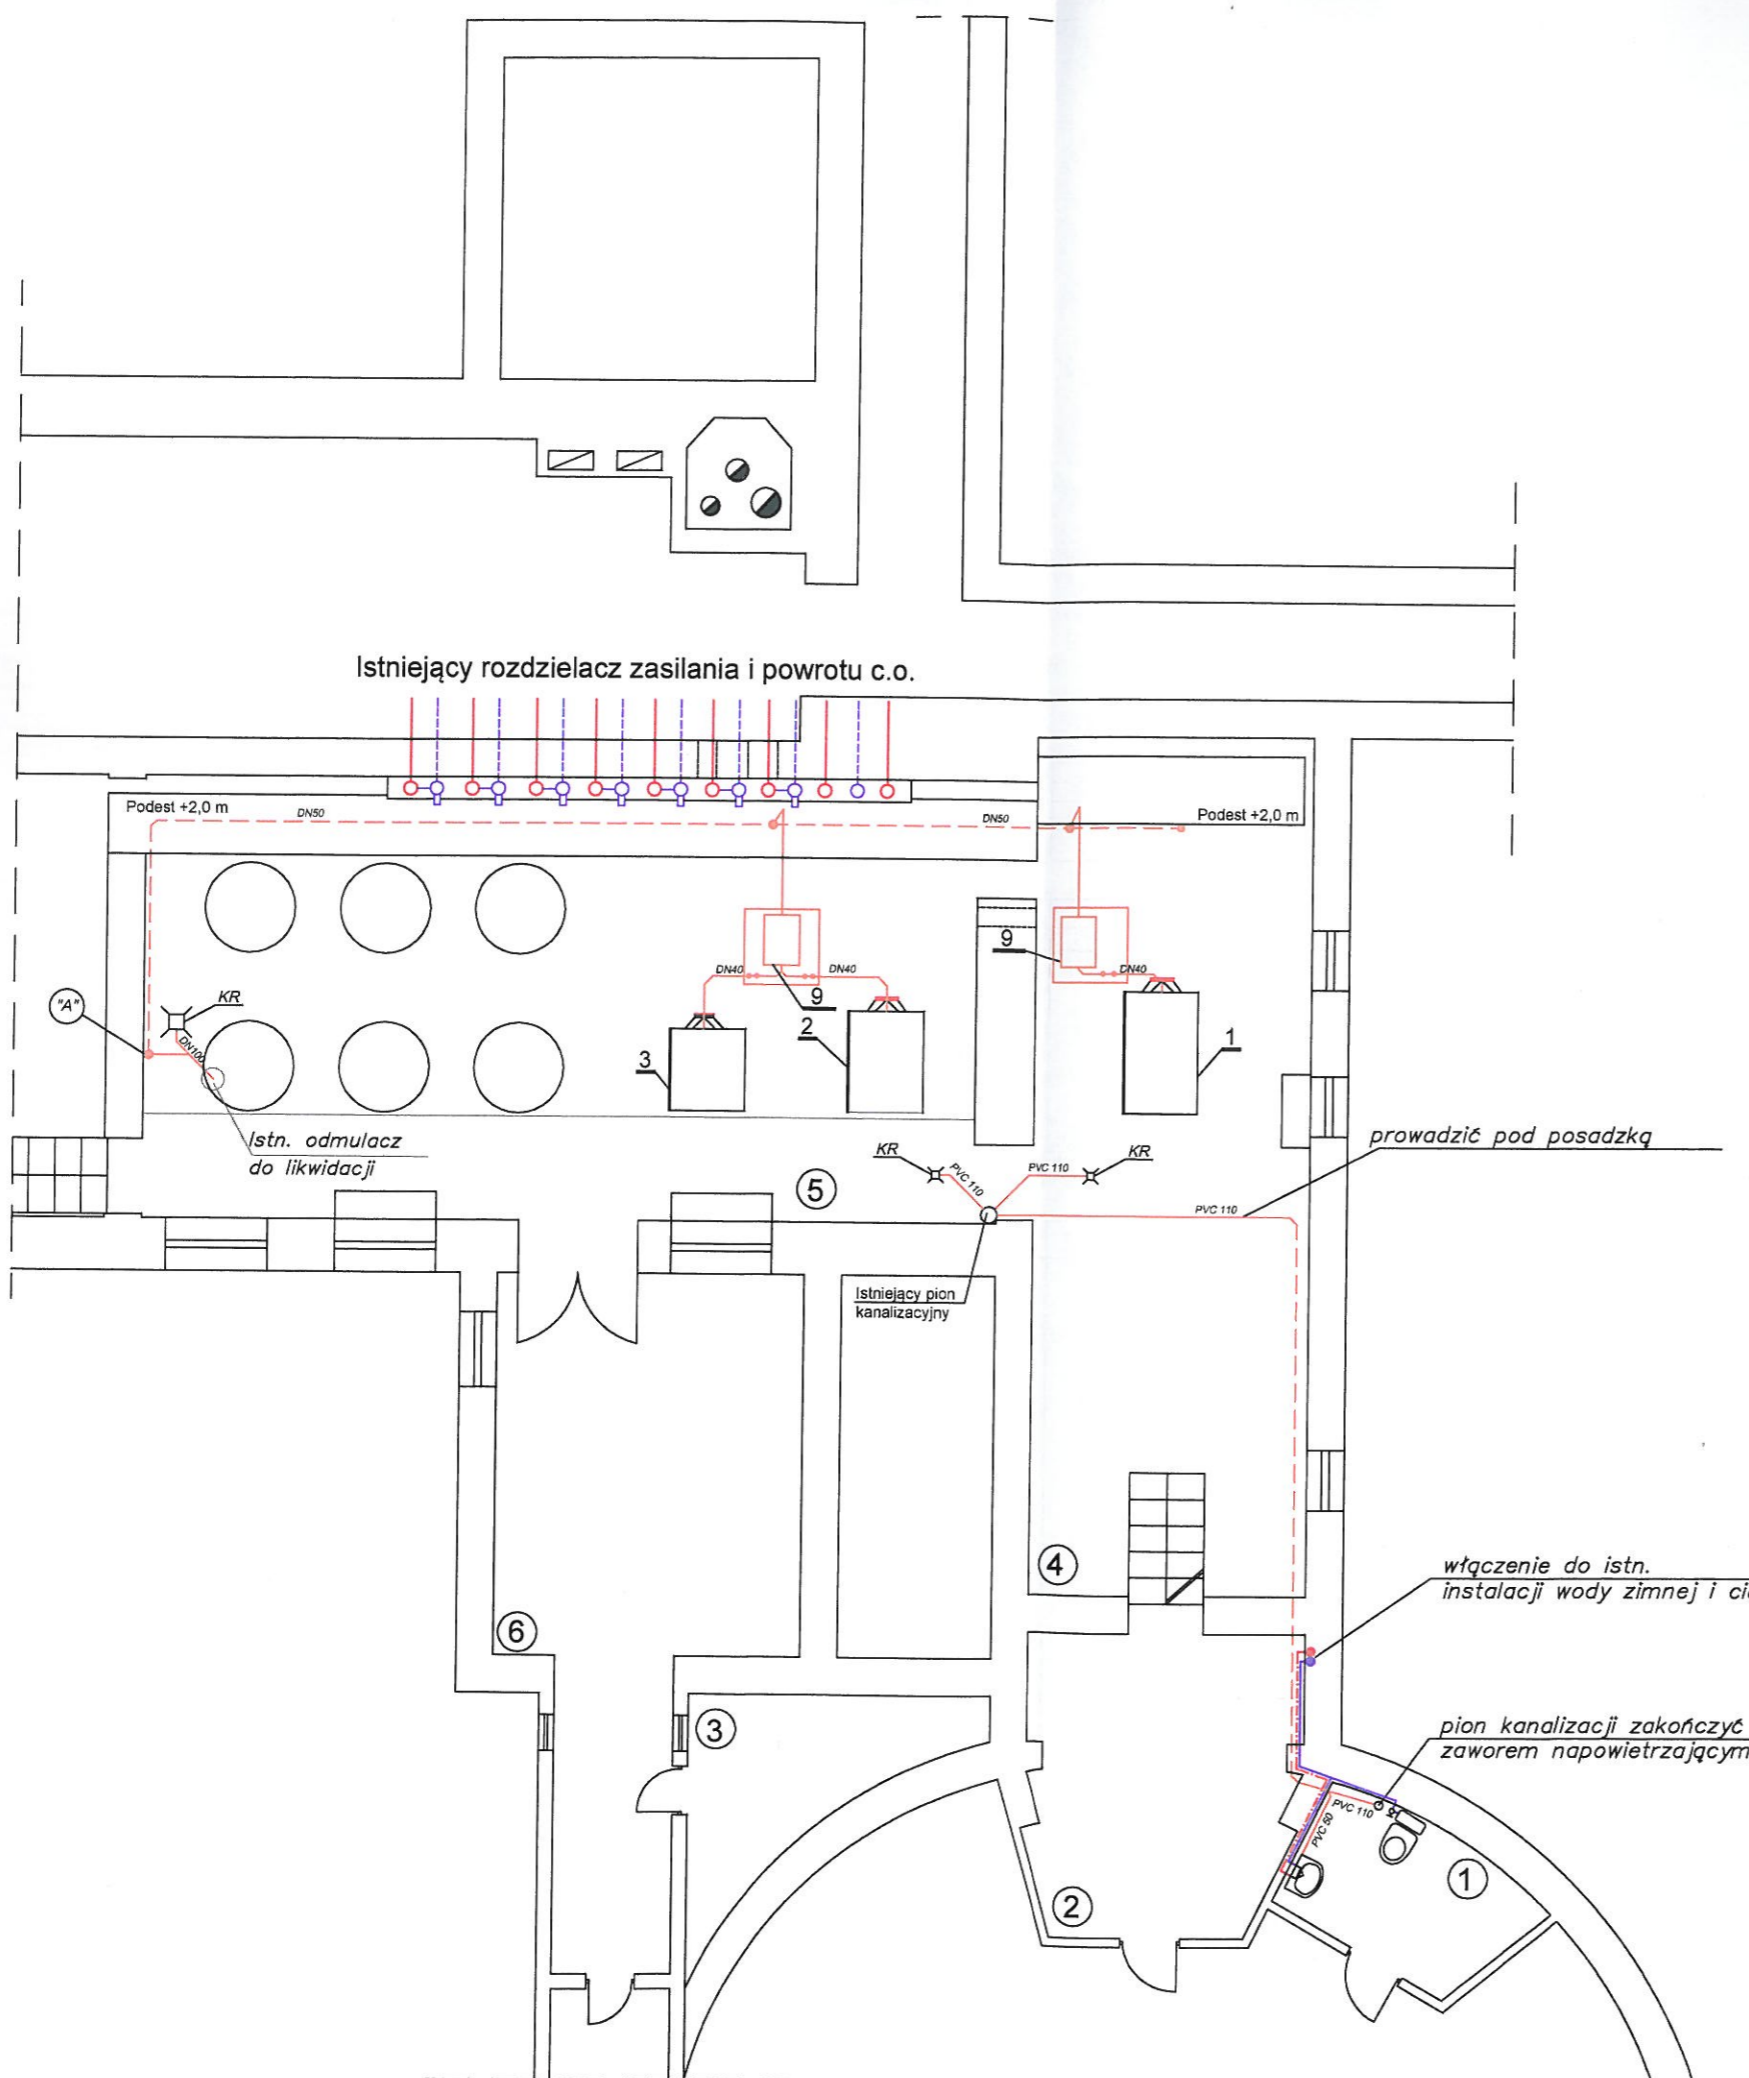 Istniejący rozdzielacz zasilania i powrotu c.o.
Podest +2,0 m
DN50
DN50
Podest +2,0 m
9
DN40
DN40
DN40
9
"A"
KR
DN100
3
2
1
Istn. odmulacz
do likwidacji
KR
PVC 110
PVC 110
KR
prowadzić pod posadzką
5
PVC 110
Istniejący pion
kanalizacyjny
4
włączenie do istn.
instalacji wody zimnej i
6
3
pion kanalizacji zakończyć
zaworem napowietrzającym
PVC 110
PVC 50
1
2